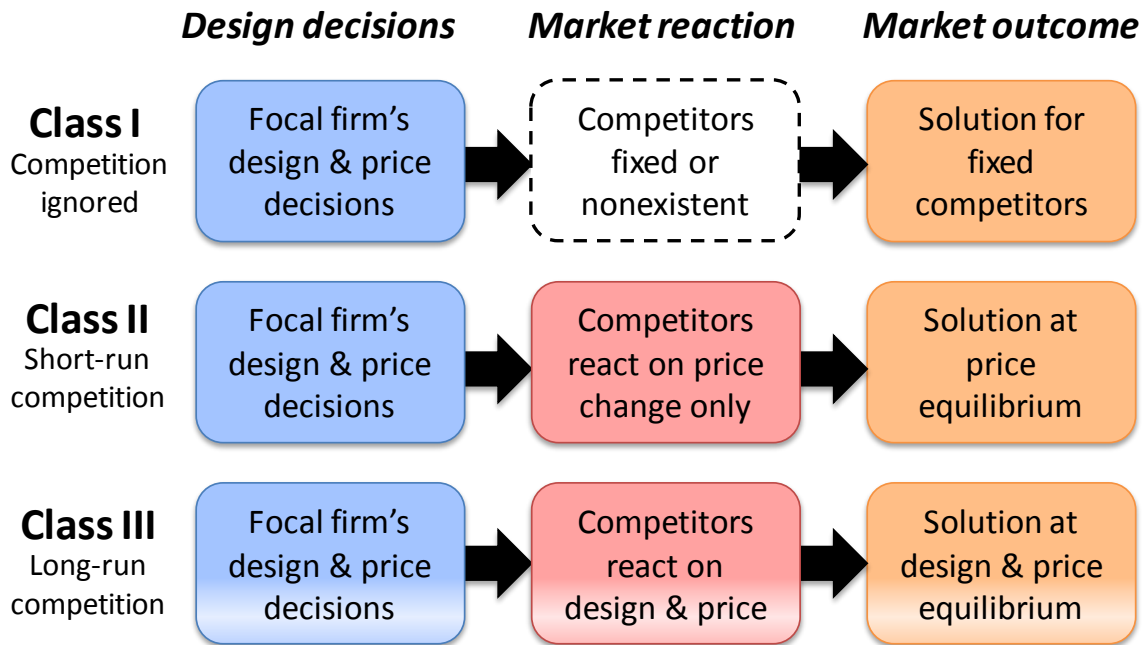 Design decisions
Market reaction
Market outcome
Class I
Competition
ignored
Focal firm's
design & price
decisions
Competitors
fixed or
nonexistent
Solution for
fixed
competitors
Class II
Short-run
competition
Focal firm's
design & price
decisions
Competitors
react on price
change only
Solution at
price
equilibrium
Class III
Long-run
competition
Focal firm's
design & price
decisions
Competitors
react on
design & price
Solution at
design & price
equilibrium